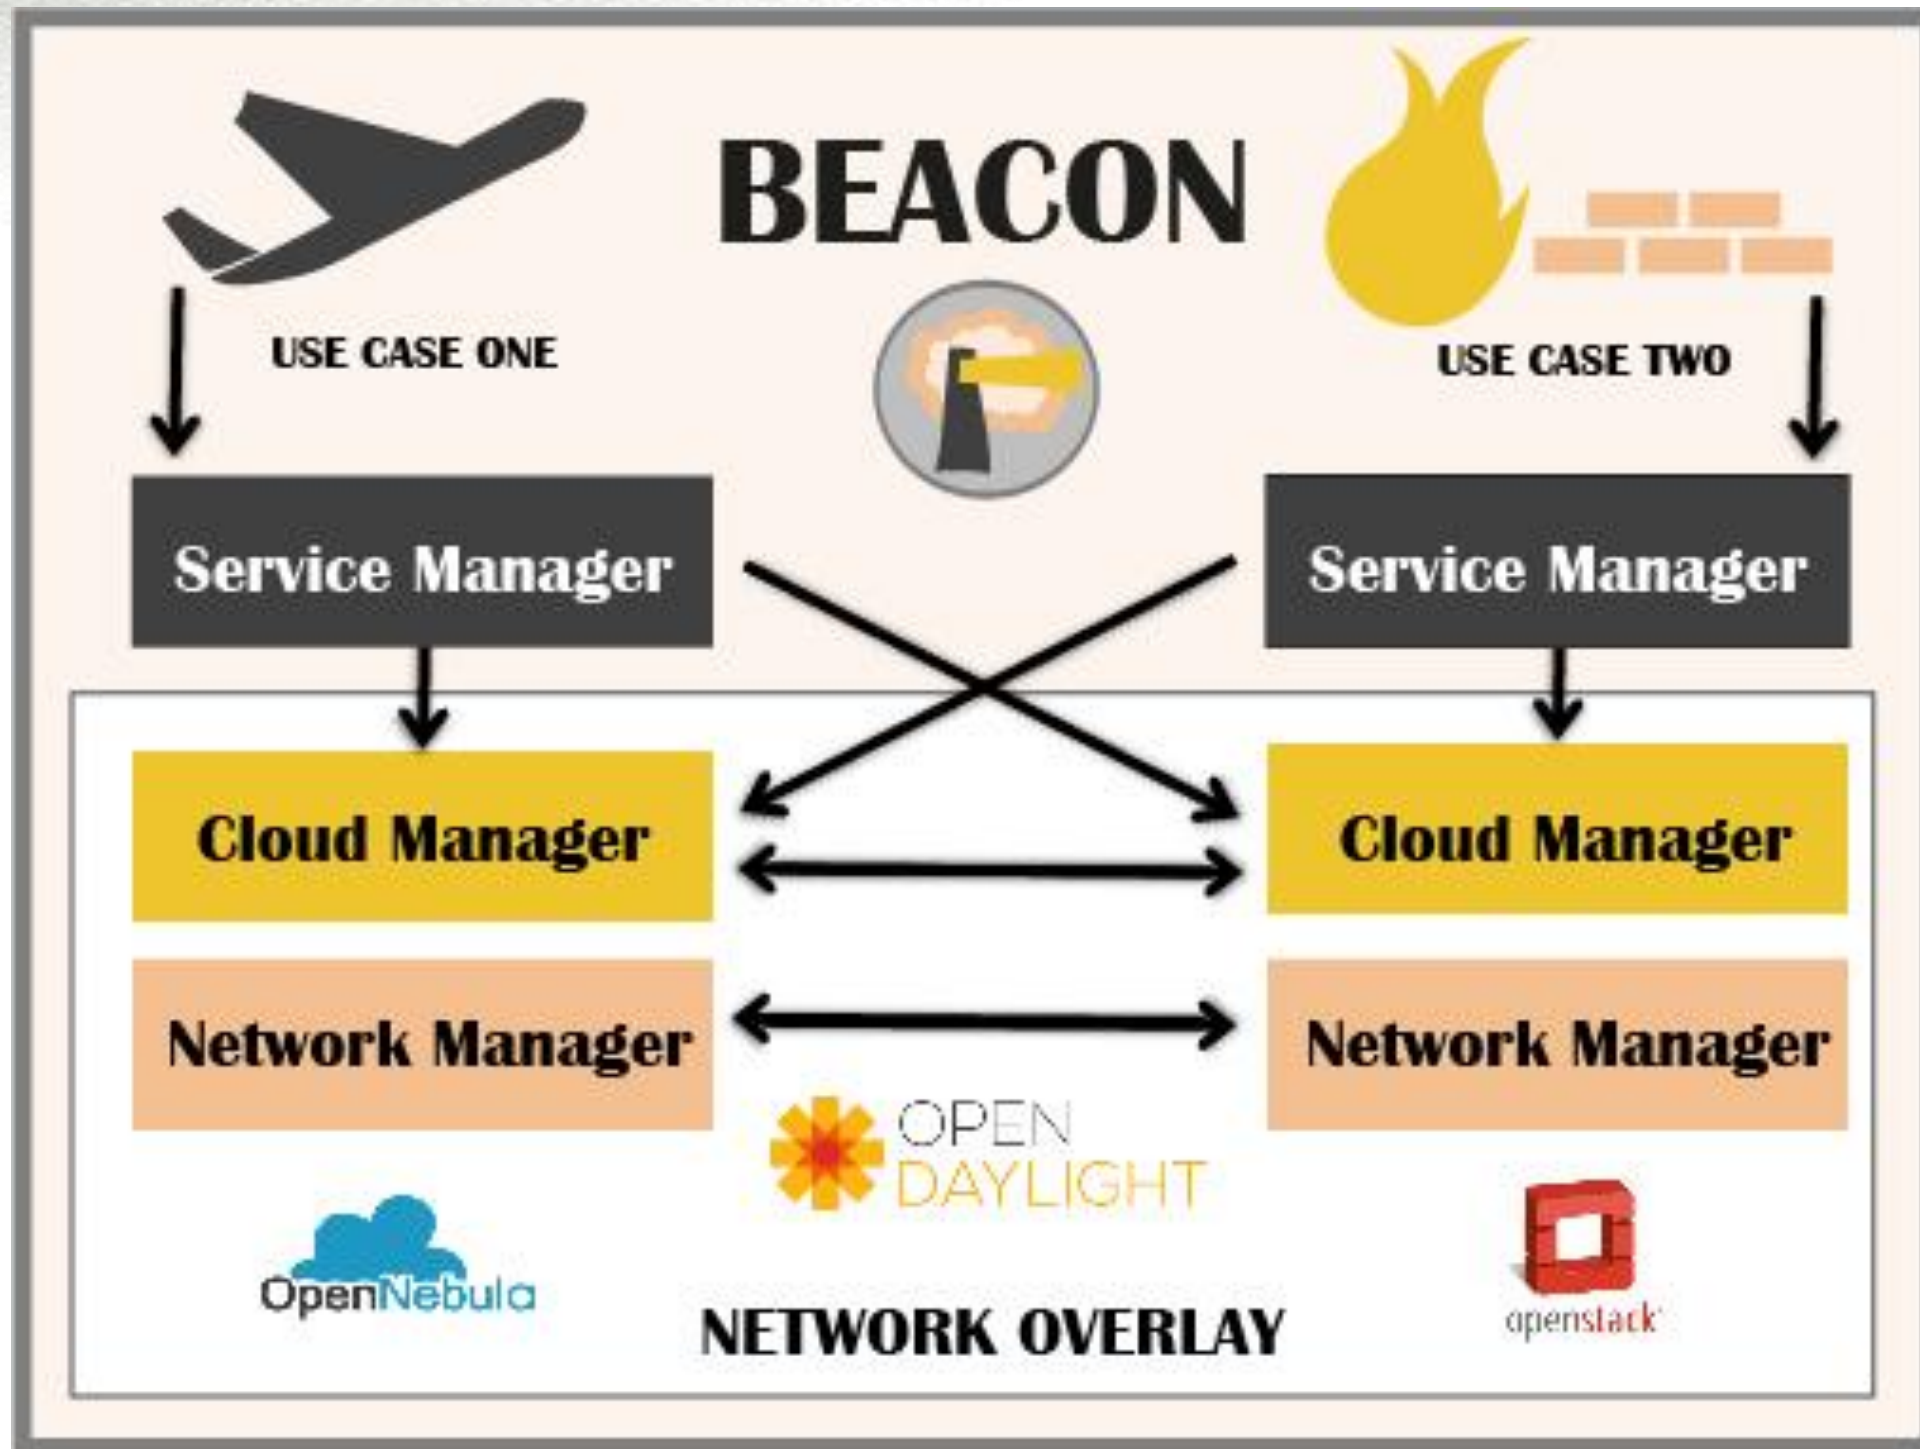 BEACON
USE CASE ONE
USE CASE TWO
Service Manager
Service Manager
Cloud Manager
Cloud Manager
Network Manager
Network Manager
OPEN
DAYLIGHT
OpenNebula
openstack
NETWORK OVERLAY